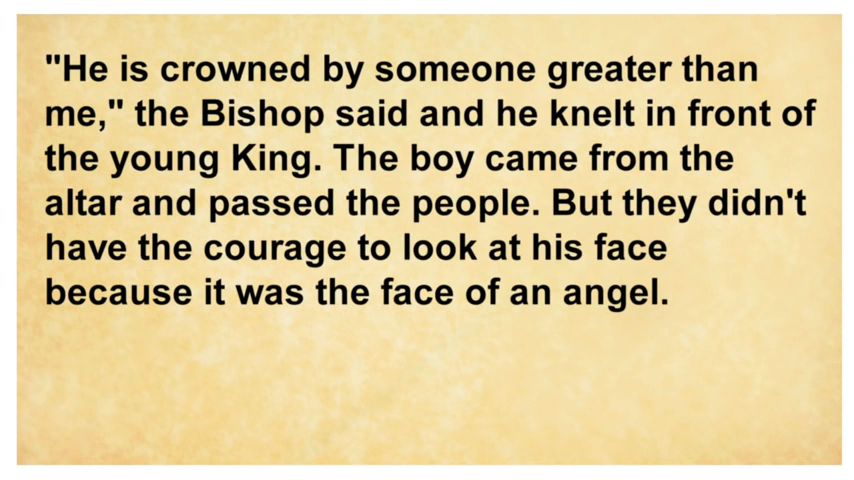 "He is crowned by someone greater than
me," the Bishop said and he knelt in front of
the young King. The boy came from the
altar and passed the people. But they didn't
have the courage to look at his face
because it was the face of an angel.